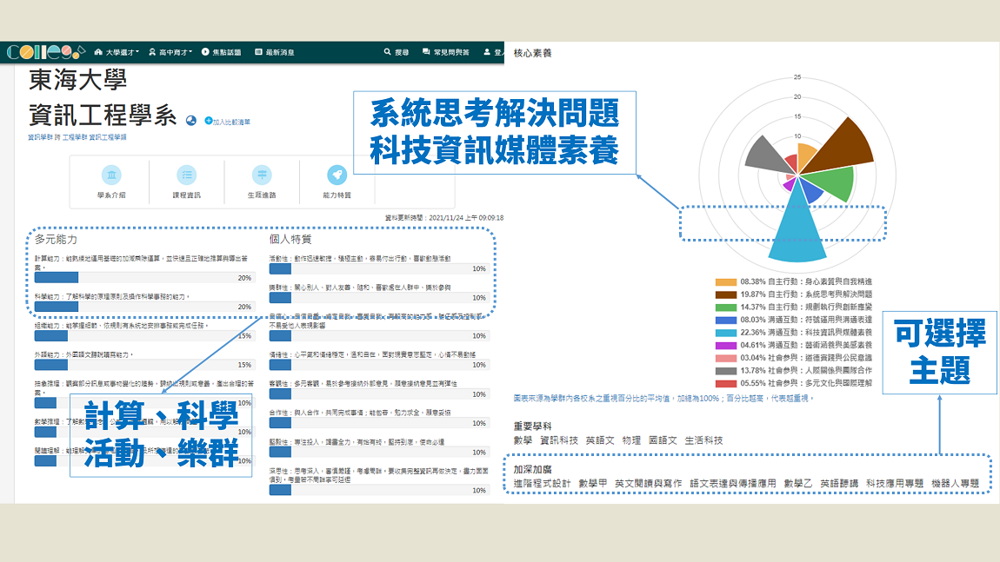 Colleg
大學選才
高中育才
焦點話題
最新消息
搜尋
常見問與答
登入
東海大學
資訊工程學系
加入比較清單
資訊學群 跨 工程學群 資訊工程學類
學系介紹
課程資訊
生涯進路
能力特質
資料更新時間：2021/11/24 上午 09:09:18
系統思考解決問題
科技資訊媒體素養
多元能力
計算能力：能熟練地運用基礎的加減乘除運算，並快速且正確地推算與導出答
案。
20%
科學能力：了解科學的原理原則及操作科學事務的能力。
20%
組織能力：能掌握細節，依規則有系統地安排事務或完成任務。
15%
外語能力：外國語文聽說讀寫能力。
15%
抽象推理：觀察部分訊息或事物變化的趨勢，歸納出規則或意義，產出合理的答
案。
10%
數學推理：了解數
10%
閱讀理解：能理解
10%
計算、科學
活動、樂群
個人特質
活動性：動作迅速敏捷，積極主動，容易付出行動，喜歡動態活動
10%
樂群性：關心別人、對人友善、隨和，喜歡處在人群中、樂於參與
10%
不易受他人表現影響
10%
情緒性：心平氣和情緒穩定，溫和自在，面對現實意志堅定，心情不易動搖
10%
客觀性：多元客觀，易於參考接納外部意見，願意接納意見並有彈性
10%
合作性：與人合作，共同完成事情；能包容，勉力求全，願意妥協
10%
堅毅性：專注投入，竭盡全力，有始有終，堅持到底，使命必達
10%
深思性：思考深入，審慎嚴謹，考慮周詳。要收集完整資訊再做決定，盡力面面
俱到，考量若不周詳寧可延遲
10%
核心素養
25
20
15
10
08.38% 自主行動：身心素質與自我精進
19.87% 自主行動：系統思考與解決問題
14.37% 自主行動：規劃執行與創新應變
08.03% 溝通互動：符號運用與溝通表達
22.36% 溝通互動：科技資訊與媒體素養
04.61% 溝通互動：藝術涵養與美感素養
03.04% 社會參與：道德實踐與公民意識
13.78% 社會參與：人際關係與團隊合作
05.55% 社會參與：多元文化與國際理解
圖表來源為學群內各校系之重視百分比的平均值，加總為100%；百分比越高，代表越重視。
可選擇
主題
重要學科
數學 資訊科技 英語文 物理 國語文 生活科技
加深加廣
進階程式設計 數學甲 英文閱讀與寫作 語文表達與傳播應用 數學乙 英語聽講 科技應用專題 機器人專題